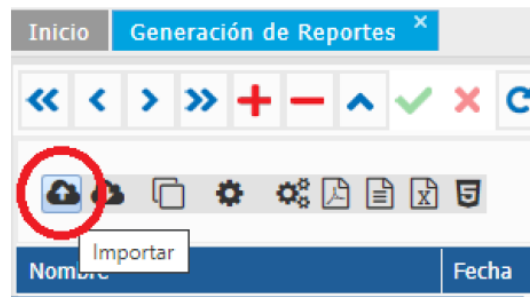 Inicio Generación de Reportes ×
Importar
Nombre Fecha